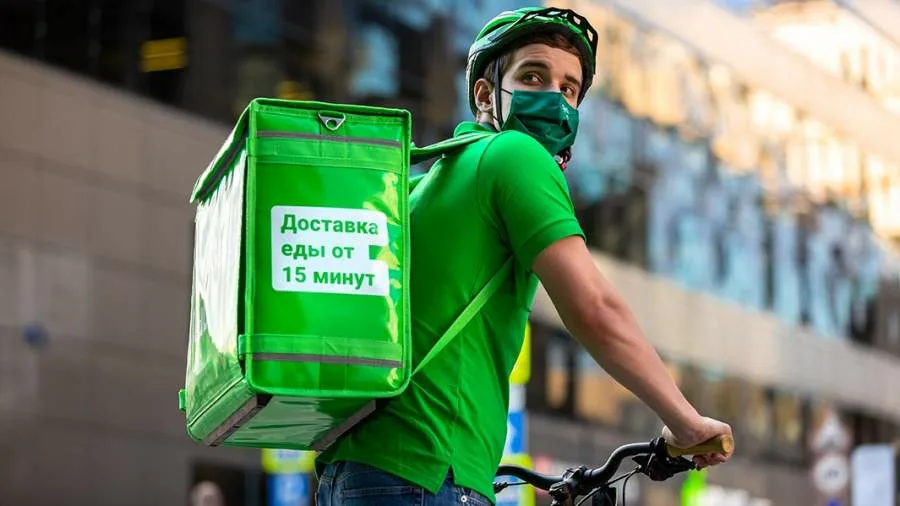 Доставка
еды от
15 минут